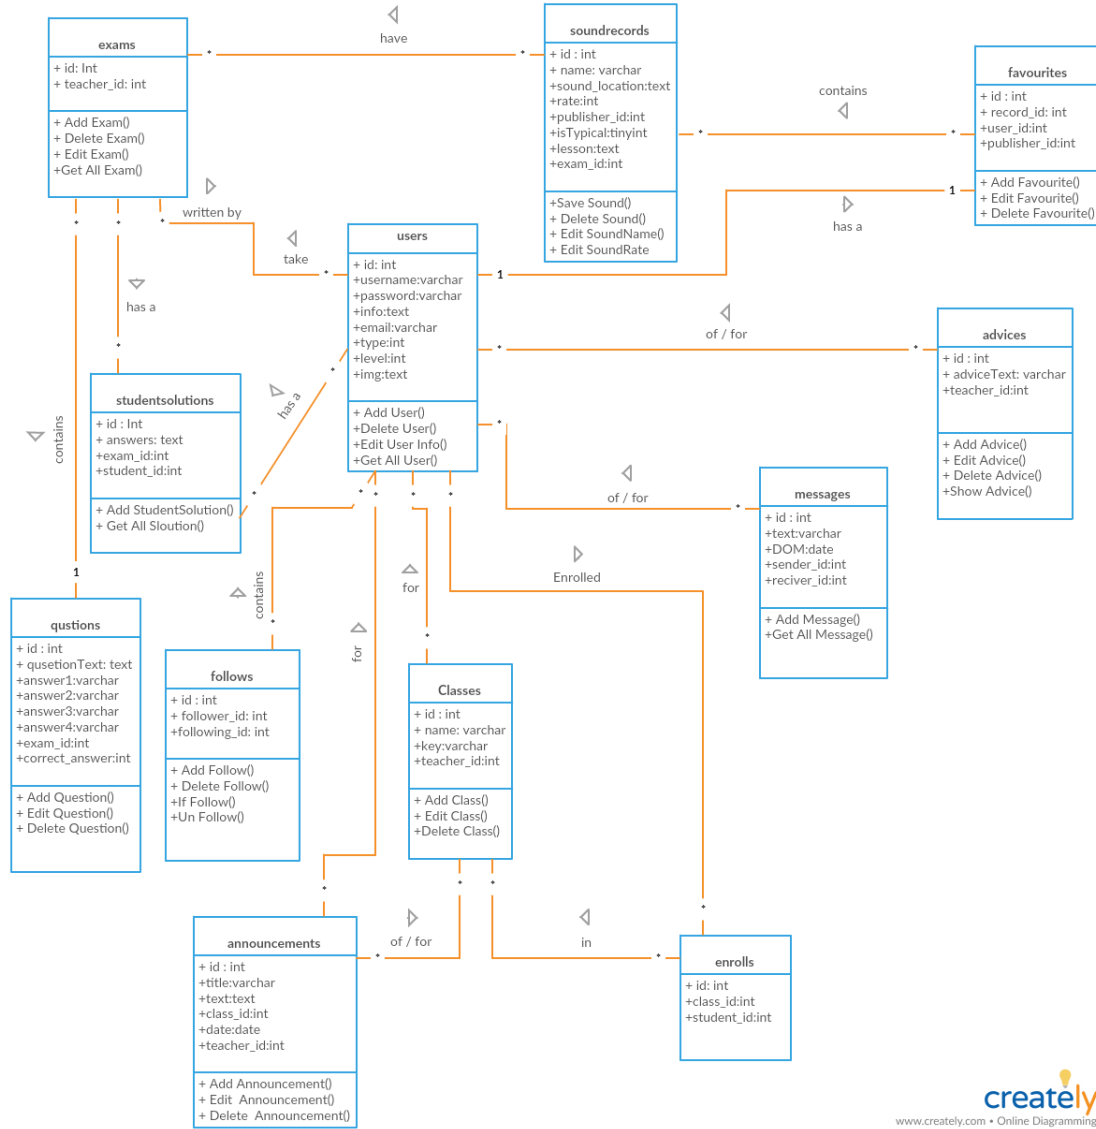 exams
+ id: Int
+ teacher_id: int
+ Add Exam()
+ Delete Exam()
+ Edit Exam()
+Get All Exam()
*
have
*
soundrecords
+ id : int
+ name: varchar
+sound_location:text
+rate:int
+publisher_id:int
+isTypical:tinyint
+lesson:text
+exam_id:int
+Save Sound()
+ Delete Sound()
+ Edit SoundName()
+ Edit SoundRate
contains
*
*
favourites
+ id : int
+ record_id: int
+user_id:int
+publisher_id:int
+ Add Favourite()
+ Edit Favourite()
+ Delete Favourite()
1
has a
1
*
*
*
written by
take
*
users
+ id: int
+username:varchar
+password:varchar
+info:text
+email:varchar
+type:int
+level:int
+img:text
+ Add User()
+Delete User()
+Edit User Info()
+Get All User()
has a
*
of / for
*
*
advices
+ id : int
+ adviceText: varchar
+teacher_id:int
+ Add Advice()
+ Edit Advice()
+ Delete Advice()
+Show Advice()
studentsolutions
+ id : Int
+ answers: text
+exam_id:int
+student_id:int
+ Add StudentSolution()
+ Get All Sloution()
*
has a
*
contains
1
*
of / for
*
messages
+ id : int
+text:varchar
+DOM:date
+sender_id:int
+reciver_id:int
+ Add Message()
+Get All Message()
*
*
*
*
Enrolled
contains
*
for
*
for
qustions
+ id : int
+ qusetionText: text
+answer1:varchar
+answer2:varchar
+answer3:varchar
+answer4:varchar
+exam_id:int
+correct_answer:int
+ Add Question()
+ Edit Question()
+ Delete Question()
follows
+ id : int
+ follower_id: int
+following_id: int
+ Add Follow()
+ Delete Follow()
+If Follow()
+Un Follow()
Classes
+ id : int
+ name: varchar
+key:varchar
+teacher_id:int
+ Add Class()
+ Edit Class()
+Delete Class()
*
*
*
*
announcements
+ id : int
+title:varchar
+text:text
+class_id:int
+date:date
+teacher_id:int
+ Add Announcement()
+ Edit  Announcement()
+ Delete  Announcement()
of / for
*
in
*
enrolls
+ id: int
+class_id:int
+student_id:int
creately
www.creately.com • Online Diagramming